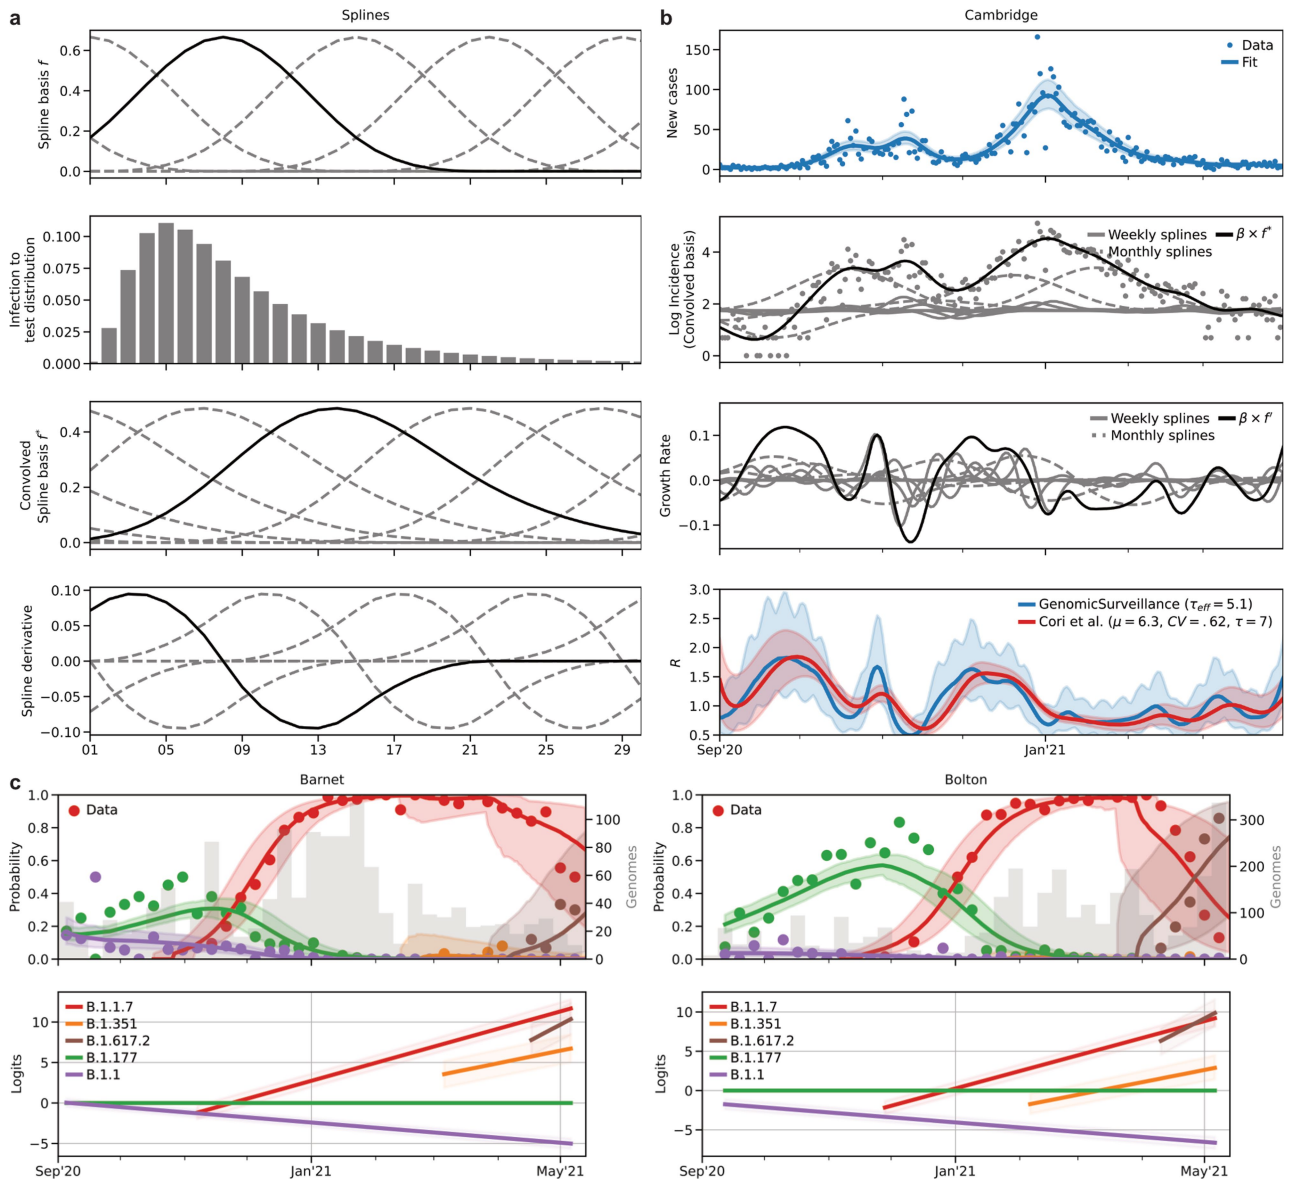 a
Splines
Spline basis f
0.6
0.4
0.2
0.0
Infection to
test distribution
0.100
0.075
0.050
0.025
0.000
Convolved
Spline basis f*
0.4
0.2
0.0
Spline derivative
0.10
0.05
0.00
−0.05
−0.10
01 05 09 13 17 21 25 29
b
Cambridge
New cases
150
100
50
0
Data
Fit
Log Incidence
(Convolved basis)
4
2
0
Weekly splines
β × f*
Monthly splines
Growth Rate
0.1
0.0
−0.1
Weekly splines
β × f′
Monthly splines
R
3.0
2.5
2.0
1.5
1.0
0.5
GenomicSurveillance (τeff = 5.1)
Cori et al. (μ = 6.3, CV = .62, τ = 7)
Sep'20 Jan'21
c
Barnet
Probability
1.0
0.8
0.6
0.4
0.2
0.0
Data
100
80
60
40
20
0
Genomes
Logits
10
5
0
−5
B.1.1.7
B.1.351
B.1.617.2
B.1.177
B.1.1
Sep'20 Jan'21 May'21
Bolton
Probability
1.0
0.8
0.6
0.4
0.2
0.0
Data
300
200
100
0
Genomes
Logits
10
5
0
−5
B.1.1.7
B.1.351
B.1.617.2
B.1.177
B.1.1
Sep'20 Jan'21 May'21